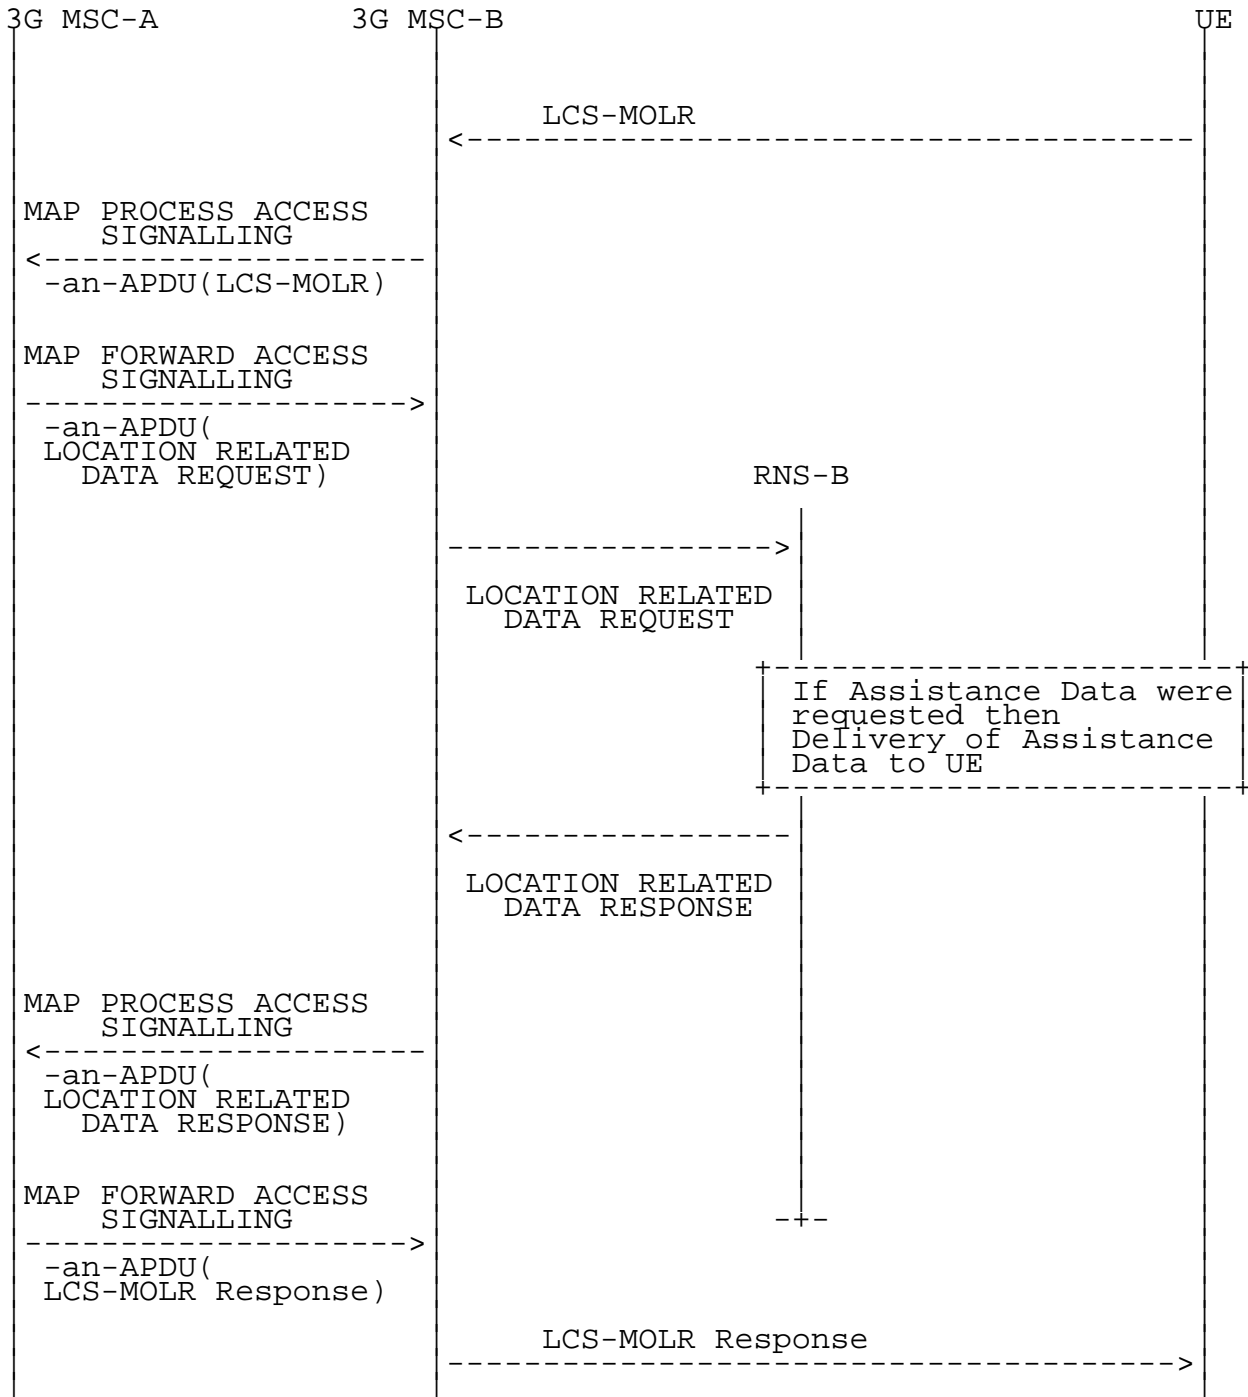 3G MSC-A 3G MSC-B UE
LCS-MOLR
MAP PROCESS ACCESS
SIGNALLING
-an-APDU(LCS-MOLR)
MAP FORWARD ACCESS
SIGNALLING
-an-APDU(
LOCATION RELATED
DATA REQUEST)
RNS-B
LOCATION RELATED
DATA REQUEST
If Assistance Data were
requested then
Delivery of Assistance
Data to UE
LOCATION RELATED
DATA RESPONSE
MAP PROCESS ACCESS
SIGNALLING
-an-APDU(
LOCATION RELATED
DATA RESPONSE)
MAP FORWARD ACCESS
SIGNALLING
-an-APDU(
LCS-MOLR Response)
LCS-MOLR Response